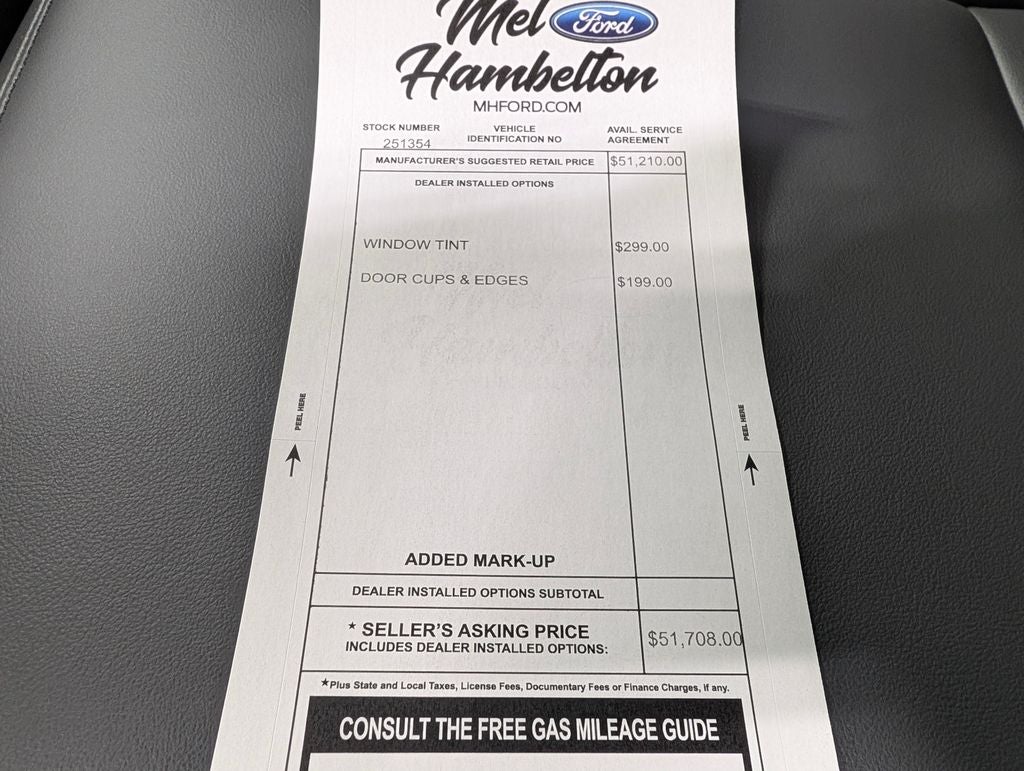 Mel Ford
Hambelton
MHFORD.COM
STOCK NUMBER
251354
VEHICLE
IDENTIFICATION NO
AVAIL. SERVICE
AGREEMENT
MANUFACTURER'S SUGGESTED RETAIL PRICE $51,210.00
DEALER INSTALLED OPTIONS
WINDOW TINT $299.00
DOOR CUPS & EDGES $199.00
PEEL HERE
PEEL HERE
ADDED MARK-UP
DEALER INSTALLED OPTIONS SUBTOTAL
* SELLER'S ASKING PRICE
INCLUDES DEALER INSTALLED OPTIONS:
$51,708.00
*Plus State and Local Taxes, License Fees, Documentary Fees or Finance Charges, if any.
CONSULT THE FREE GAS MILEAGE GUIDE